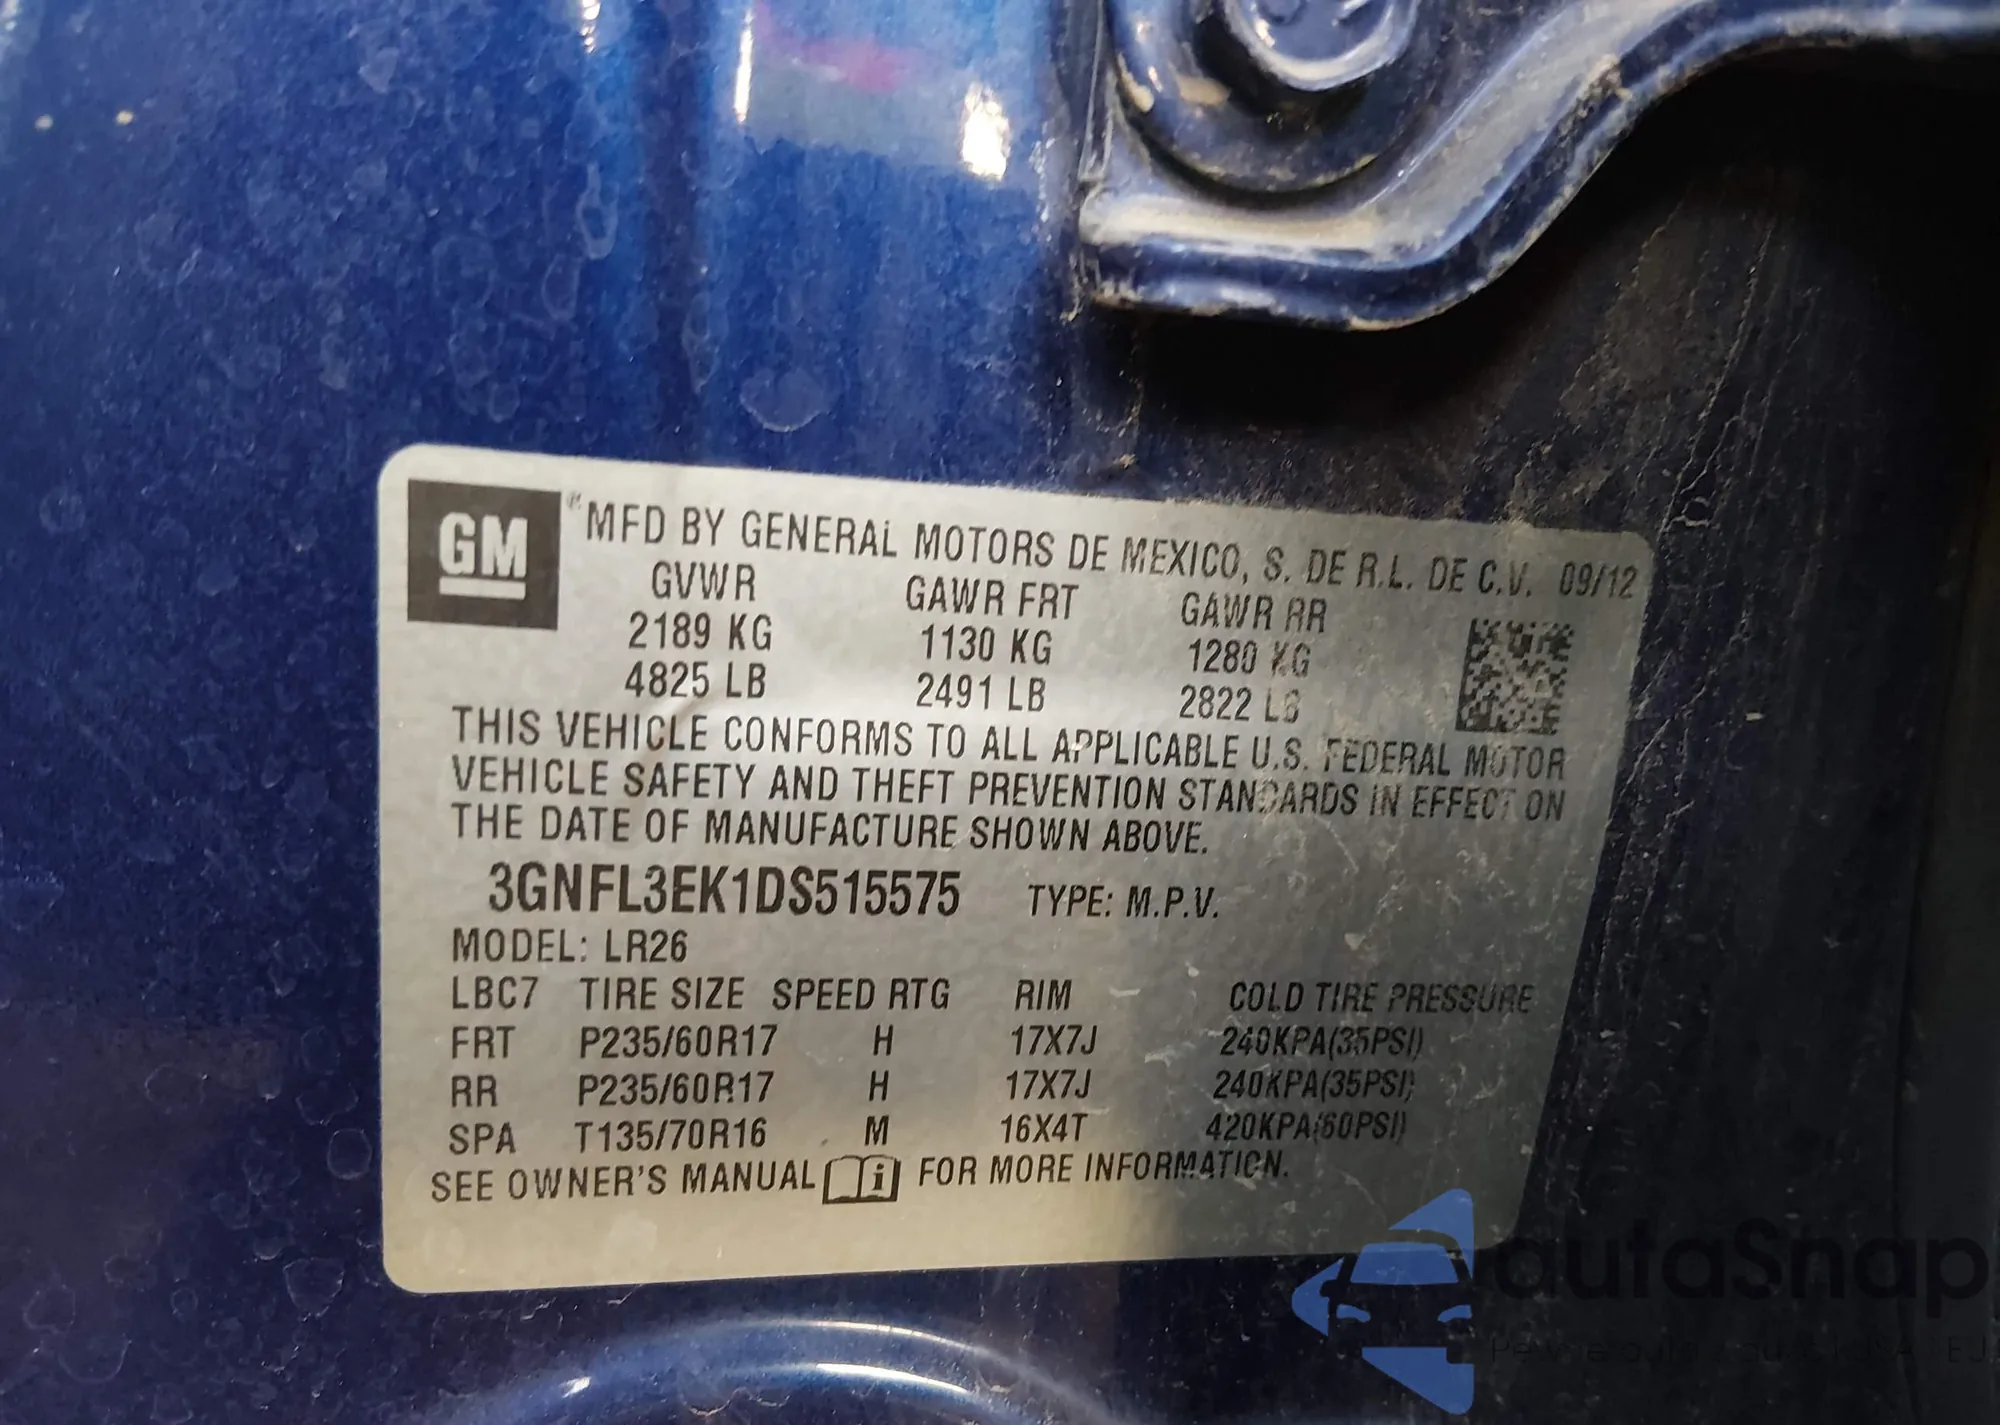 GM
®MFD BY GENERAL MOTORS DE MEXICO, S. DE R.L. DE C.V. 09/12
GVWR GAWR FRT GAWR RR
2189 KG 1130 KG 1280 KG
4825 LB 2491 LB 2822 LB
THIS VEHICLE CONFORMS TO ALL APPLICABLE U.S. FEDERAL MOTOR
VEHICLE SAFETY AND THEFT PREVENTION STANDARDS IN EFFECT ON
THE DATE OF MANUFACTURE SHOWN ABOVE.
3GNFL3EK1DS515575 TYPE: M.P.V.
MODEL: LR26
LBC7 TIRE SIZE SPEED RTG RIM COLD TIRE PRESSURE
FRT P235/60R17 H 17X7J 240KPA(35PSI)
RR P235/60R17 H 17X7J 240KPA(35PSI)
SPA T135/70R16 M 16X4T 420KPA(60PSI)
SEE OWNER'S MANUAL i FOR MORE INFORMATION.
autoSnap